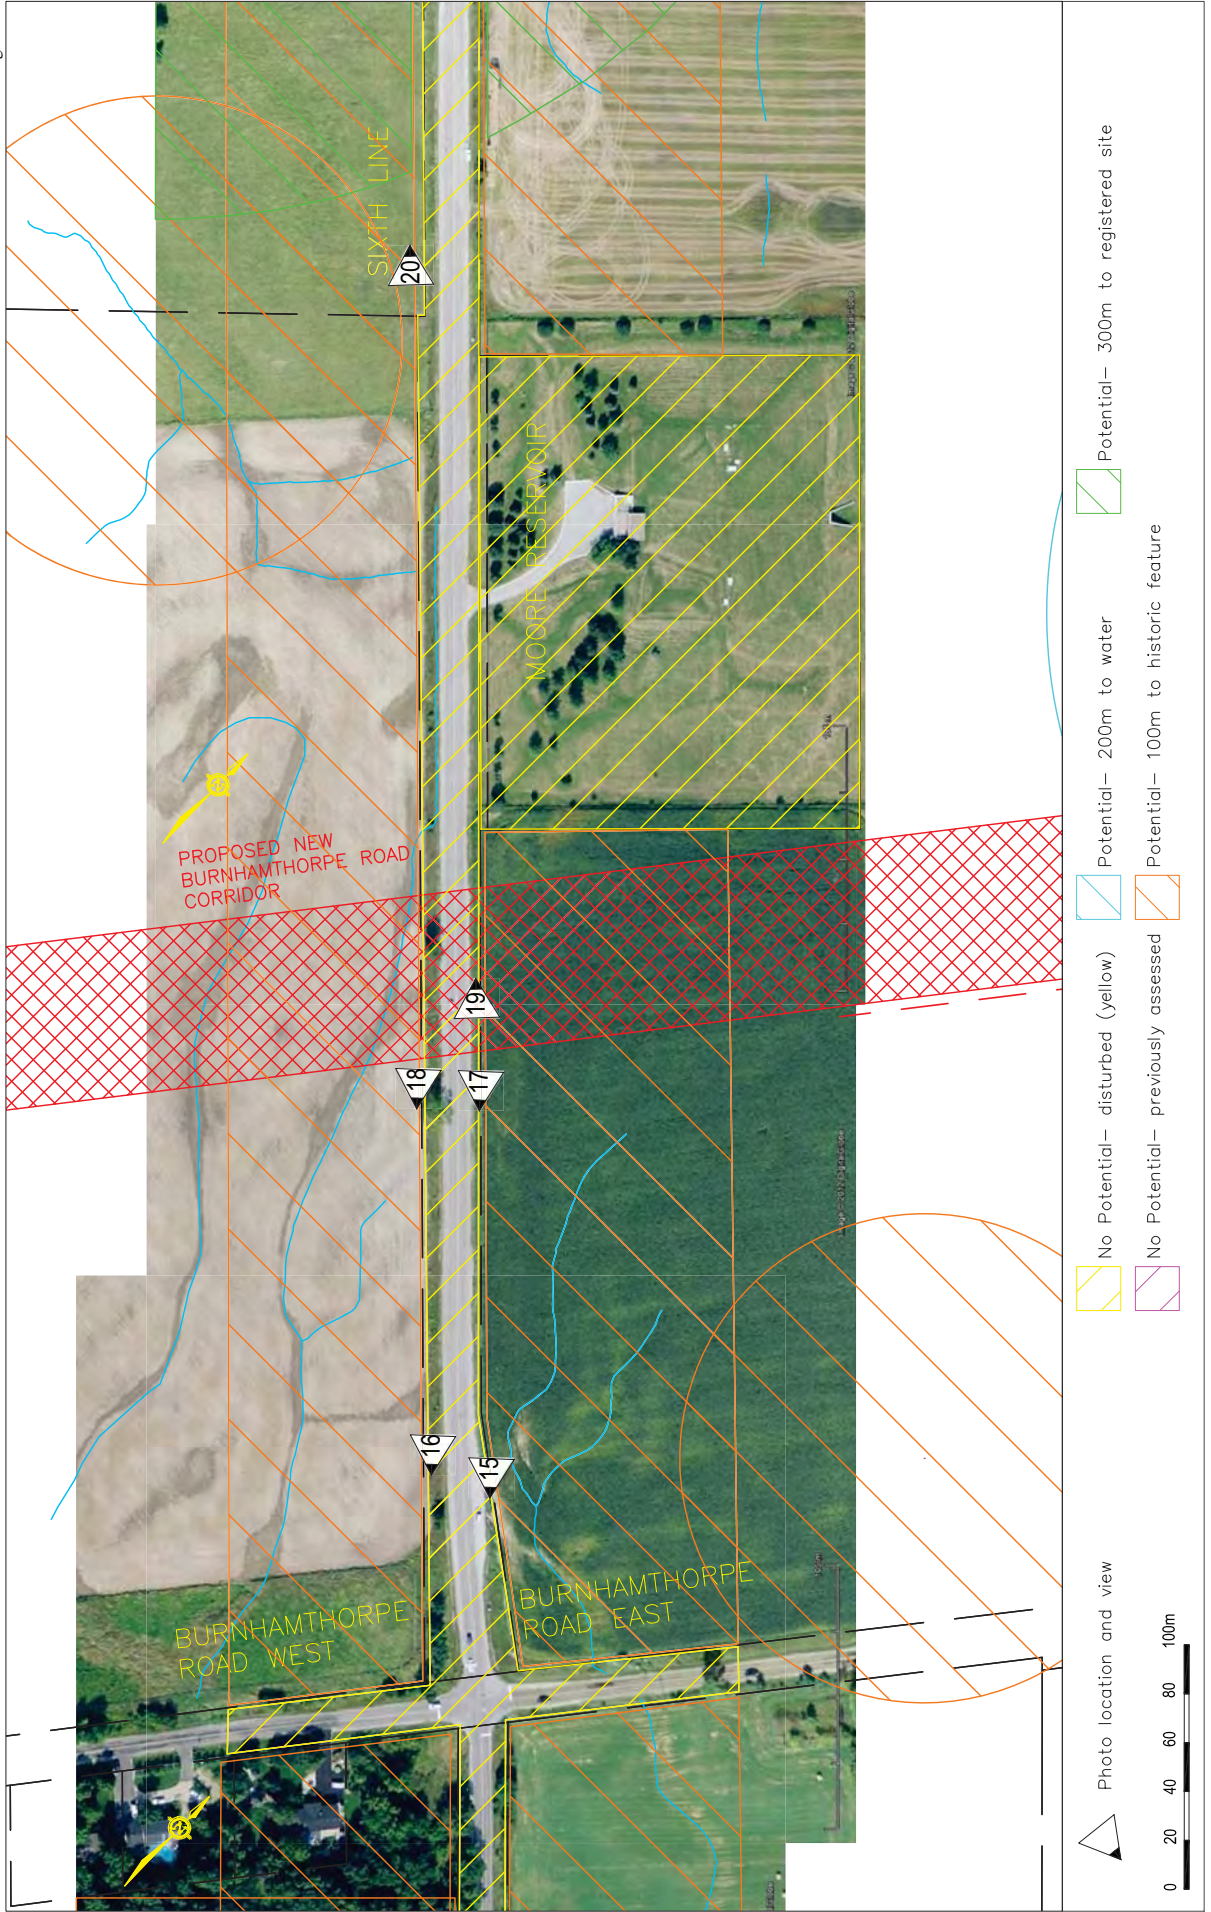 SIXTH LINE
20
MOORE RESERVOIR
PROPOSED NEW
BURNHAMTHORPE ROAD
CORRIDOR
19
18
17
16
15
BURNHAMTHORPE
ROAD WEST
BURNHAMTHORPE
ROAD EAST
Photo location and view
0 20 40 60 80 100m
No Potential- disturbed (yellow)
No Potential- previously assessed
Potential- 200m to water
Potential- 100m to historic feature
Potential- 300m to registered site